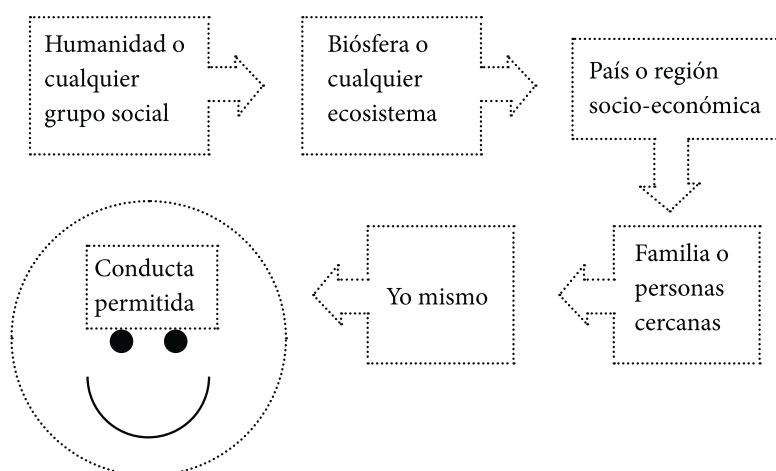 Humanidad o
cualquier
grupo social
Biósfera o
cualquier
ecosistema
País o región
socio-económica
Familia o
personas
cercanas
Yo mismo
Conducta
permitida